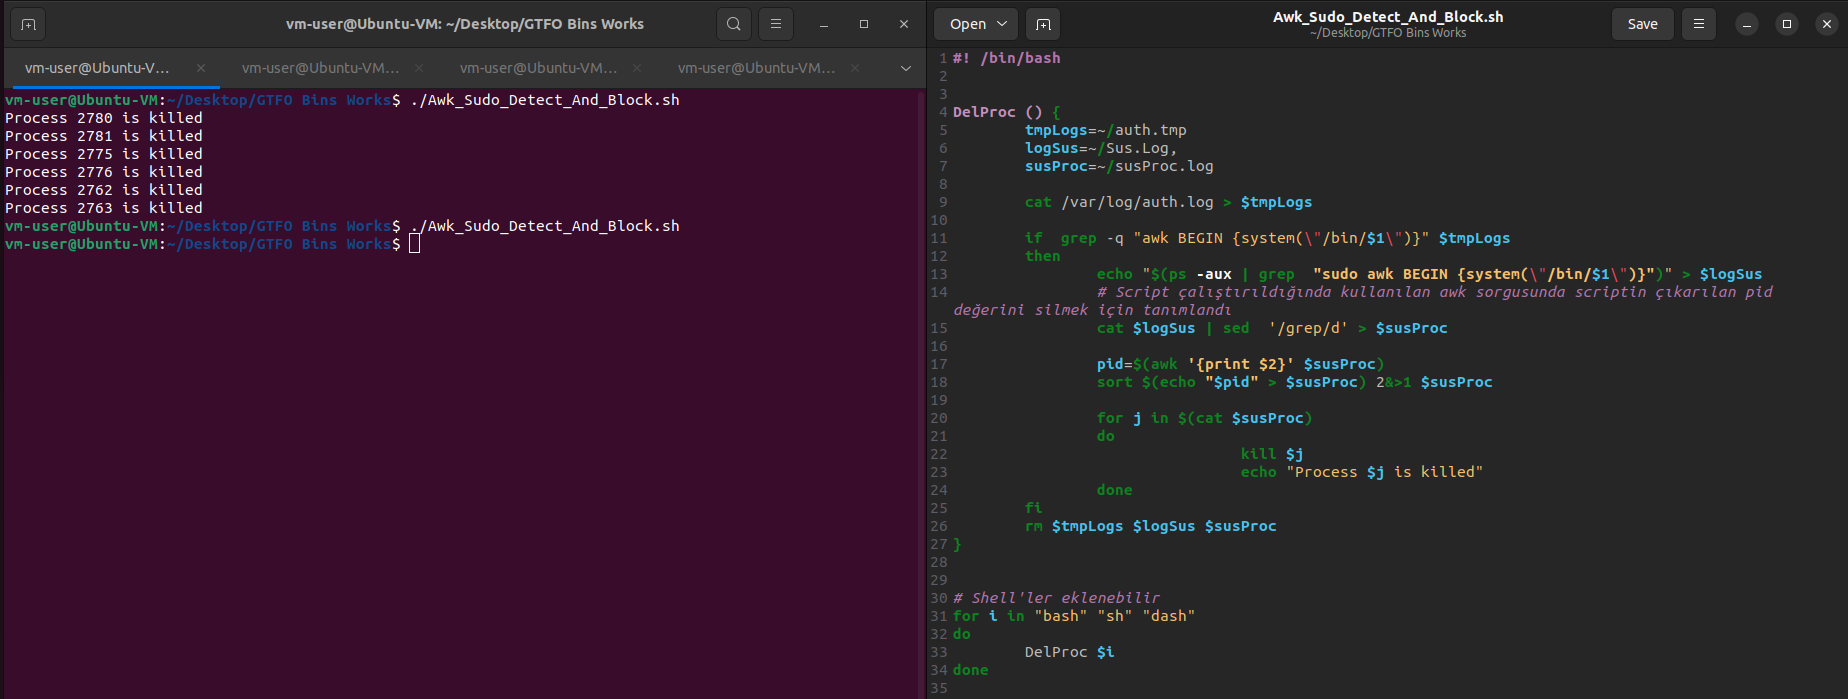 vm-user@Ubuntu-VM: ~/Desktop/GTFO Bins Works
vm-user@Ubuntu-V...
vm-user@Ubuntu-VM...
vm-user@Ubuntu-VM...
vm-user@Ubuntu-VM...
vm-user@Ubuntu-VM:~/Desktop/GTFO Bins Works$ ./Awk_Sudo_Detect_And_Block.sh
Process 2780 is killed
Process 2781 is killed
Process 2775 is killed
Process 2776 is killed
Process 2762 is killed
Process 2763 is killed
vm-user@Ubuntu-VM:~/Desktop/GTFO Bins Works$ ./Awk_Sudo_Detect_And_Block.sh
vm-user@Ubuntu-VM:~/Desktop/GTFO Bins Works$
Open
Awk_Sudo_Detect_And_Block.sh
~/Desktop/GTFO Bins Works
Save
1 #! /bin/bash
2
3
4 DelProc () {
5 tmpLogs=~/auth.tmp
6 logSus=~/Sus.Log,
7 susProc=~/susProc.log
8
9 cat /var/log/auth.log > $tmpLogs
10
11 if  grep -q "awk BEGIN {system(\"/bin/$1\")}" $tmpLogs
12 then
13 echo "$(ps -aux | grep  "sudo awk BEGIN {system(\"/bin/$1\")}")" > $logSus
14 # Script çalıştırıldığında kullanılan awk sorgusunda scriptin çıkarılan pid
değerini silmek için tanımlandı
15 cat $logSus | sed  '/grep/d' > $susProc
16
17 pid=$(awk '{print $2}' $susProc)
18 sort $(echo "$pid" > $susProc) 2&>1 $susProc
19
20 for j in $(cat $susProc)
21 do
22 kill $j
23 echo "Process $j is killed"
24 done
25 fi
26 rm $tmpLogs $logSus $susProc
27 }
28
29
30 # Shell'ler eklenebilir
31 for i in "bash" "sh" "dash"
32 do
33 DelProc $i
34 done
35